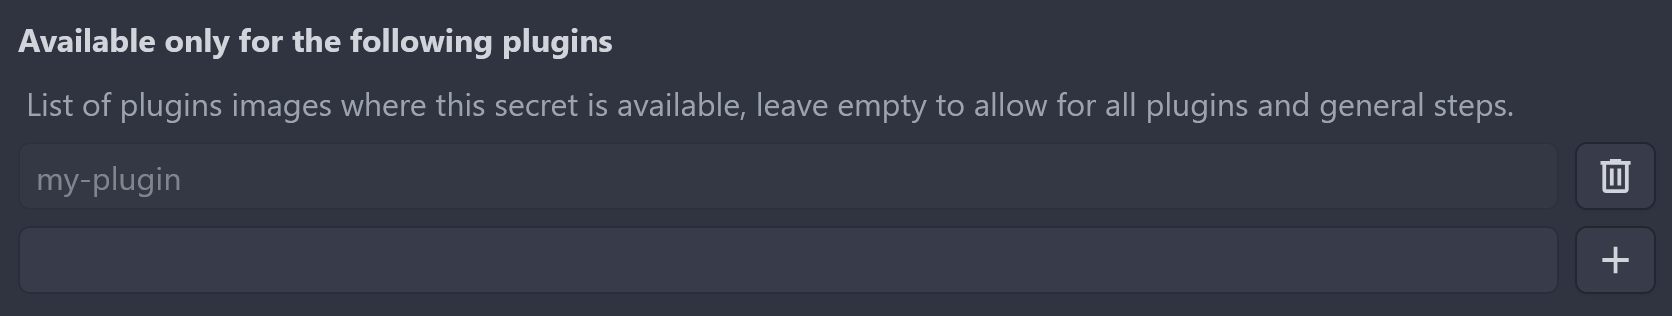 Available only for the following plugins
List of plugins images where this secret is available, leave empty to allow for all plugins and general steps.
my-plugin